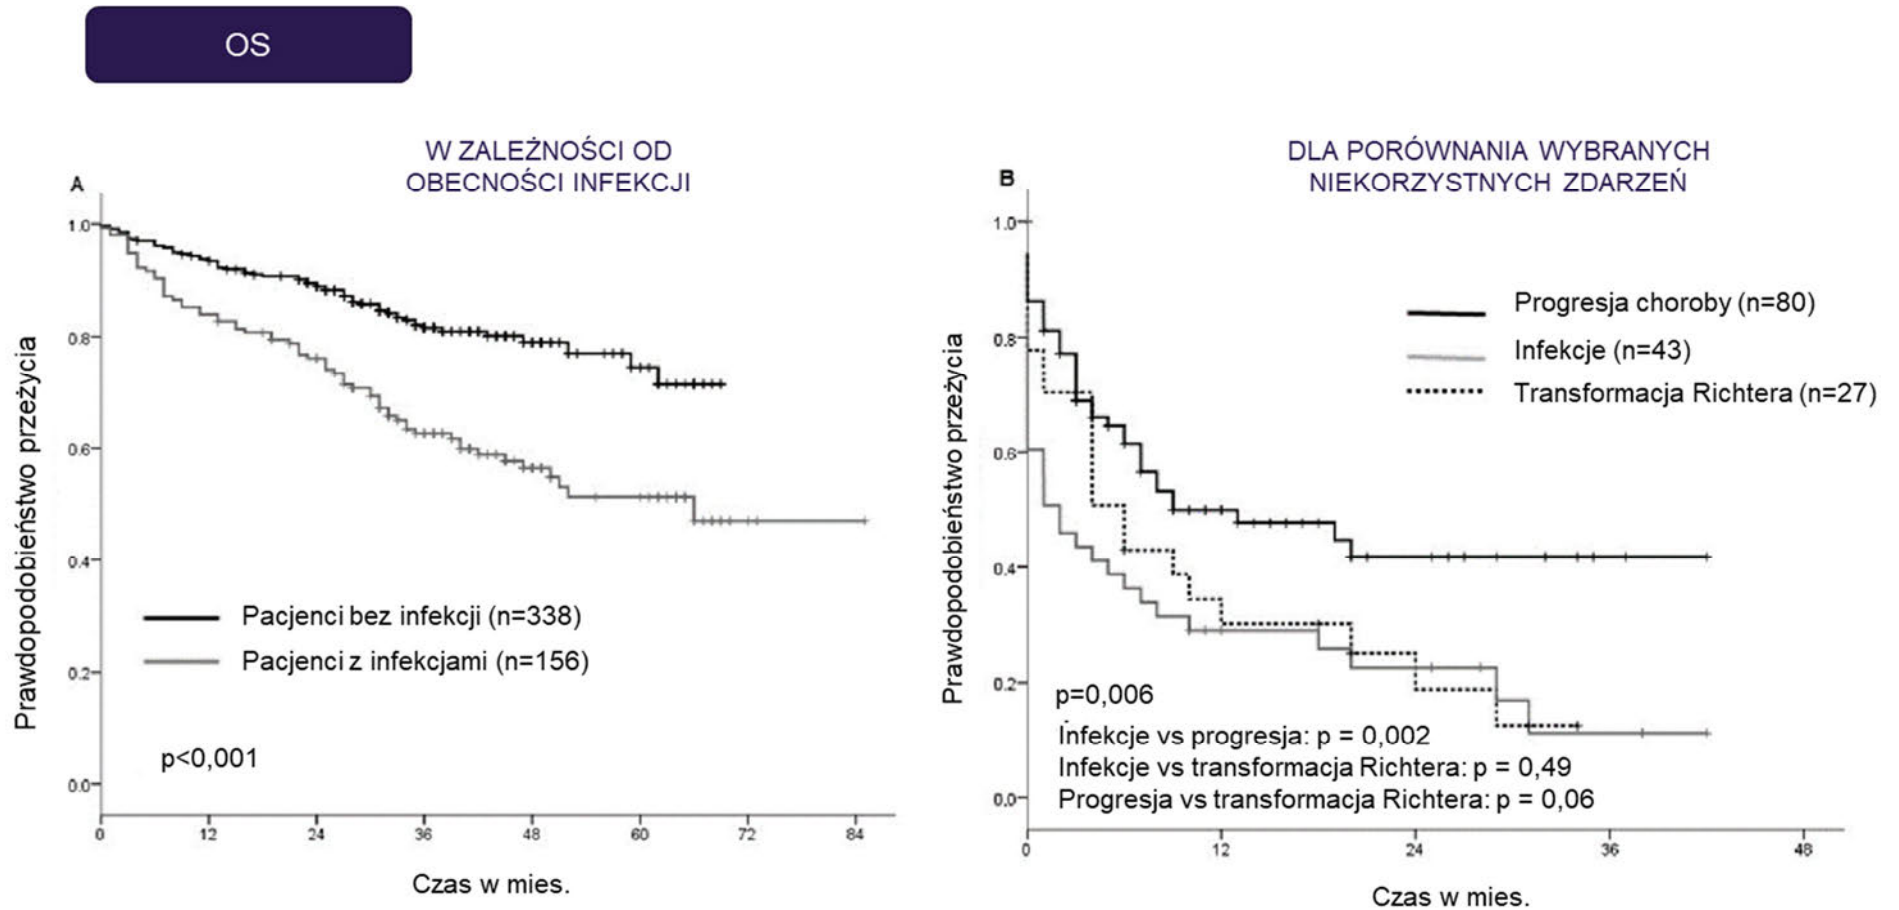 OS
W ZALEŻNOŚCI OD
OBECNOŚCI INFEKCJI
A
1.0
0.8
0.6
0.4
0.2
0.0
Prawdopodobieństwo przeżycia
Pacjenci bez infekcji (n=338)
Pacjenci z infekcjami (n=156)
p<0,001
0 12 24 36 48 60 72 84
Czas w mies.
DLA PORÓWNANIA WYBRANYCH
NIEKORZYSTNYCH ZDARZEŃ
B
1.0
0.8
0.6
0.4
0.2
0.0
Prawdopodobieństwo przeżycia
Progresja choroby (n=80)
Infekcje (n=43)
Transformacja Richtera (n=27)
p=0,006
Infekcje vs progresja: p = 0,002
Infekcje vs transformacja Richtera: p = 0,49
Progresja vs transformacja Richtera: p = 0,06
0 12 24 36 48
Czas w mies.